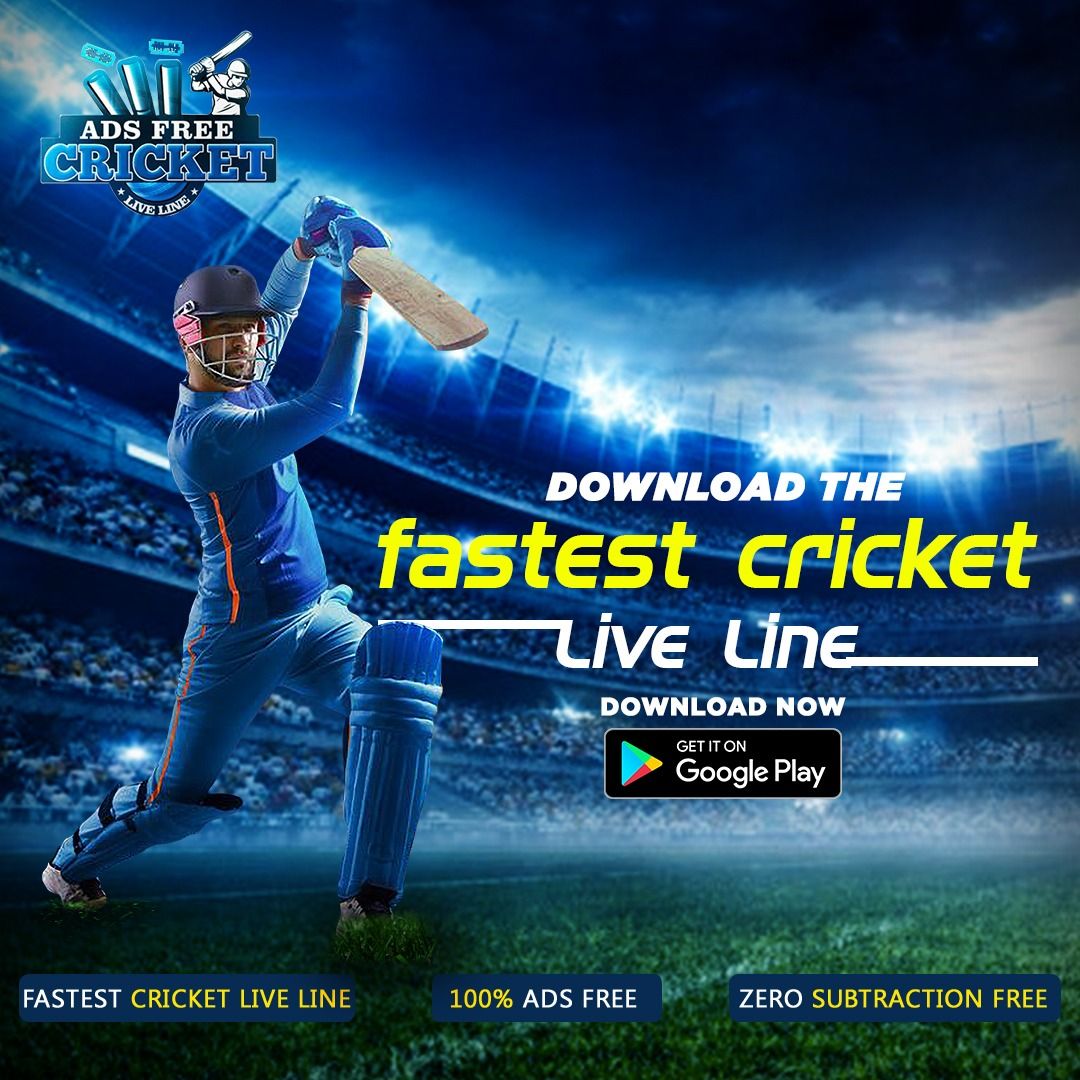 ADS FREE
CRICKET
★ LIVE LINE ★
DOWNLOAD THE
fastest cricket
Live Line
DOWNLOAD NOW
GET IT ON
Google Play
FASTEST CRICKET LIVE LINE
100% ADS FREE
ZERO SUBTRACTION FREE